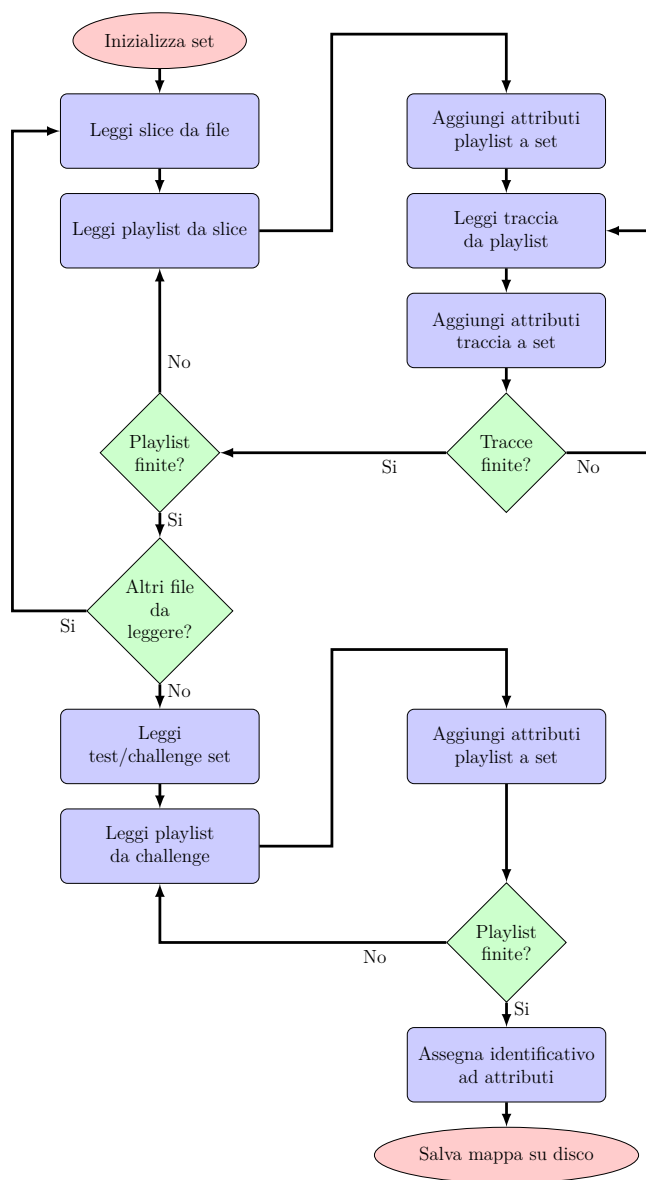 Inizializza set
Leggi slice da file
Leggi playlist da slice
Aggiungi attributi
playlist a set
Leggi traccia
da playlist
Aggiungi attributi
traccia a set
Tracce
finite?
No
Si
Playlist
finite?
No
Si
Altri file
da
leggere?
Si
No
Leggi
test/challenge set
Leggi playlist
da challenge
Aggiungi attributi
playlist a set
Playlist
finite?
No
Si
Assegna identificativo
ad attributi
Salva mappa su disco